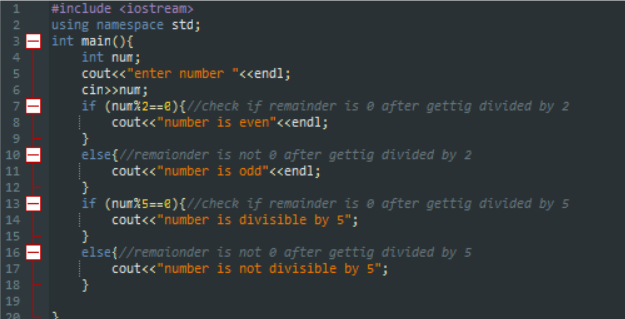 1 #include <iostream>
2 using namespace std;
3 int main(){
4 int num;
5 cout<<"enter number "<<endl;
6 cin>>num;
7 if (num%2==0){//check if remainder is 0 after gettig divided by 2
8 cout<<"number is even"<<endl;
9 }
10 else{//remaionder is not 0 after gettig divided by 2
11 cout<<"number is odd"<<endl;
12 }
13 if (num%5==0){//check if remainder is 0 after gettig divided by 5
14 cout<<"number is divisible by 5";
15 }
16 else{//remaionder is not 0 after gettig divided by 5
17 cout<<"number is not divisible by 5";
18 }
19
20 }